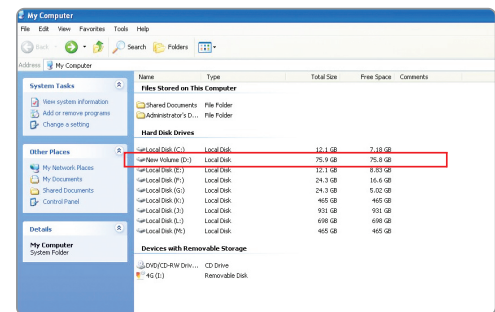 My Computer
File Edit View Favorites Tools Help
Back Search Folders
Address My Computer
System Tasks
View system information
Add or remove programs
Change a setting
Other Places
My Network Places
My Documents
Shared Documents
Control Panel
Details
My Computer
System Folder
Name Type Total Size Free Space Comments
Files Stored on This Computer
Shared Documents File Folder
Administrator's D... File Folder
Hard Disk Drives
Local Disk (C:) Local Disk 12.1 GB 7.18 GB
New Volume (D:) Local Disk 75.9 GB 75.8 GB
Local Disk (E:) Local Disk 12.1 GB 8.83 GB
Local Disk (F:) Local Disk 24.3 GB 16.6 GB
Local Disk (G:) Local Disk 24.3 GB 5.02 GB
Local Disk (K:) Local Disk 465 GB 465 GB
Local Disk (J:) Local Disk 931 GB 931 GB
Local Disk (L:) Local Disk 698 GB 698 GB
Local Disk (M:) Local Disk 465 GB 465 GB
Devices with Removable Storage
DVD/CD-RW Driv... CD Drive
4G (I:) Removable Disk